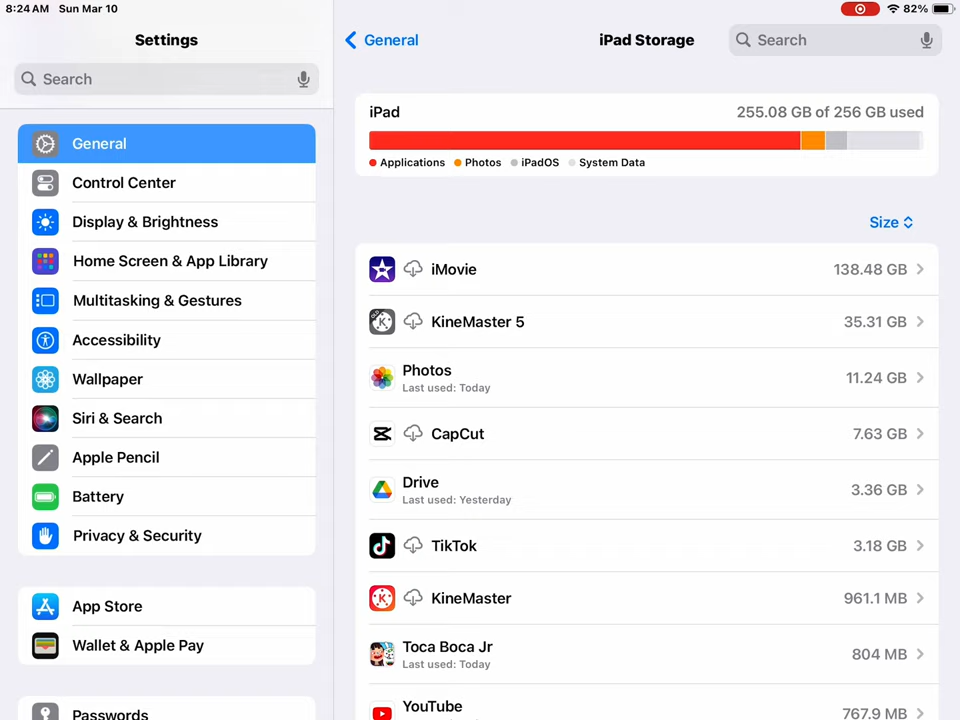 8:24 AM Sun Mar 10
82%
Settings
Search
General
Control Center
Display & Brightness
Home Screen & App Library
Multitasking & Gestures
Accessibility
Wallpaper
Siri & Search
Apple Pencil
Battery
Privacy & Security
App Store
Wallet & Apple Pay
Passwords
General
iPad Storage
Search
iPad 255.08 GB of 256 GB used
Applications Photos iPadOS System Data
Size
iMovie 138.48 GB
KineMaster 5 35.31 GB
Photos 11.24 GB
Last used: Today
CapCut 7.63 GB
Drive 3.36 GB
Last used: Yesterday
TikTok 3.18 GB
KineMaster 961.1 MB
Toca Boca Jr 804 MB
Last used: Today
YouTube 767.9 MB